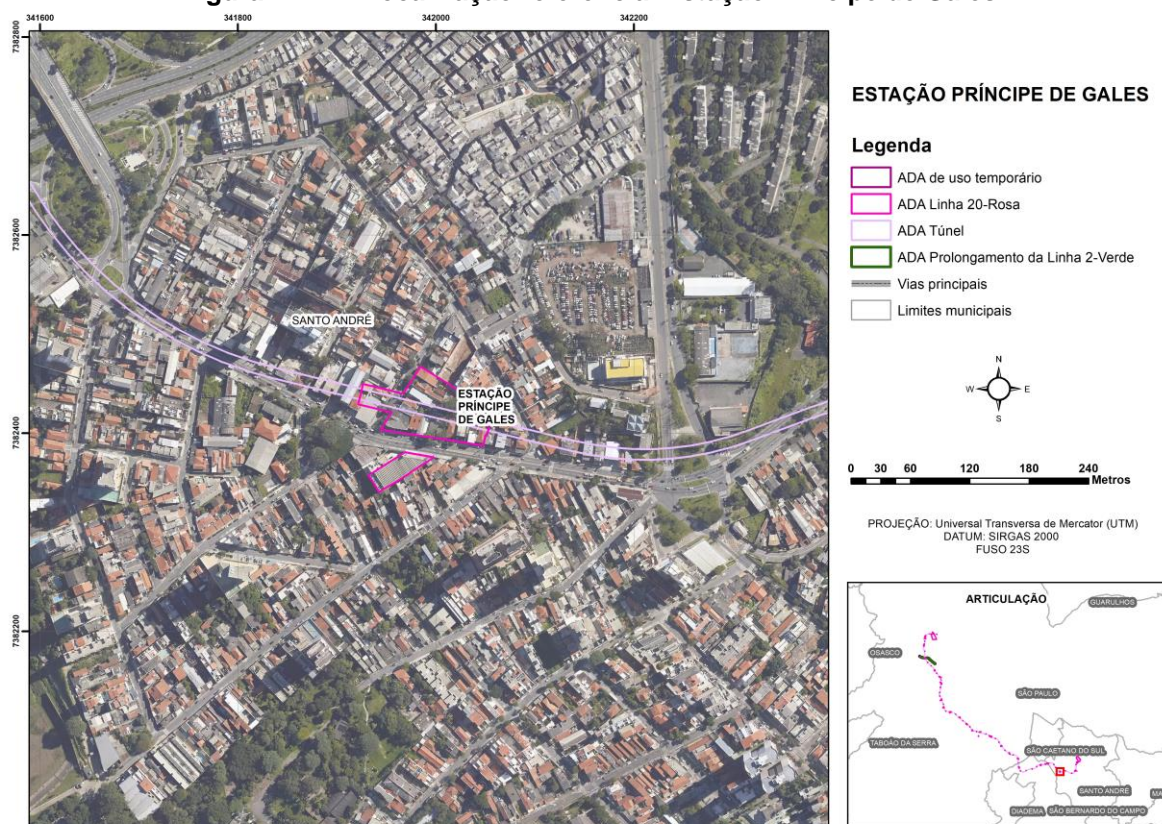 341600
341800
342000
342200
7382800
7382600
7382400
7382200
SANTO ANDRÉ
ESTAÇÃO
PRÍNCIPE
DE GALES
ESTAÇÃO PRÍNCIPE DE GALES
Legenda
ADA de uso temporário
ADA Linha 20-Rosa
ADA Túnel
ADA Prolongamento da Linha 2-Verde
Vias principais
Limites municipais
N
W E
S
0 30 60 120 180 240
Metros
PROJEÇÃO: Universal Transversa de Mercator (UTM)
DATUM: SIRGAS 2000
FUSO 23S
ARTICULAÇÃO
GUARULHOS
OSASCO
SÃO PAULO
TABOÃO DA SERRA
SÃO CAETANO DO SUL
SANTO ANDRÉ
DIADEMA
SÃO BERNARDO DO CAMPO